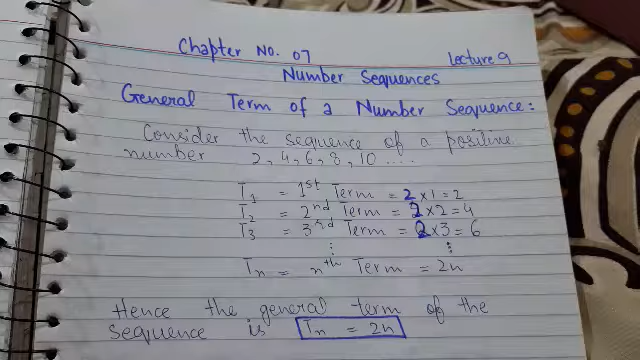 Chapter No. 07
Lecture 9
Number Sequences
General Term of a Number Sequence:
Consider the sequence of a positive
number 2, 4, 6, 8, 10 ....
T1 = 1st Term = 2 x 1 = 2
T2 = 2nd Term = 2 x 2 = 4
T3 = 3rd Term = 2 x 3 = 6
⋮ ⋮
Tn = nth Term = 2n
Hence the general term of the
sequence is Tn = 2n